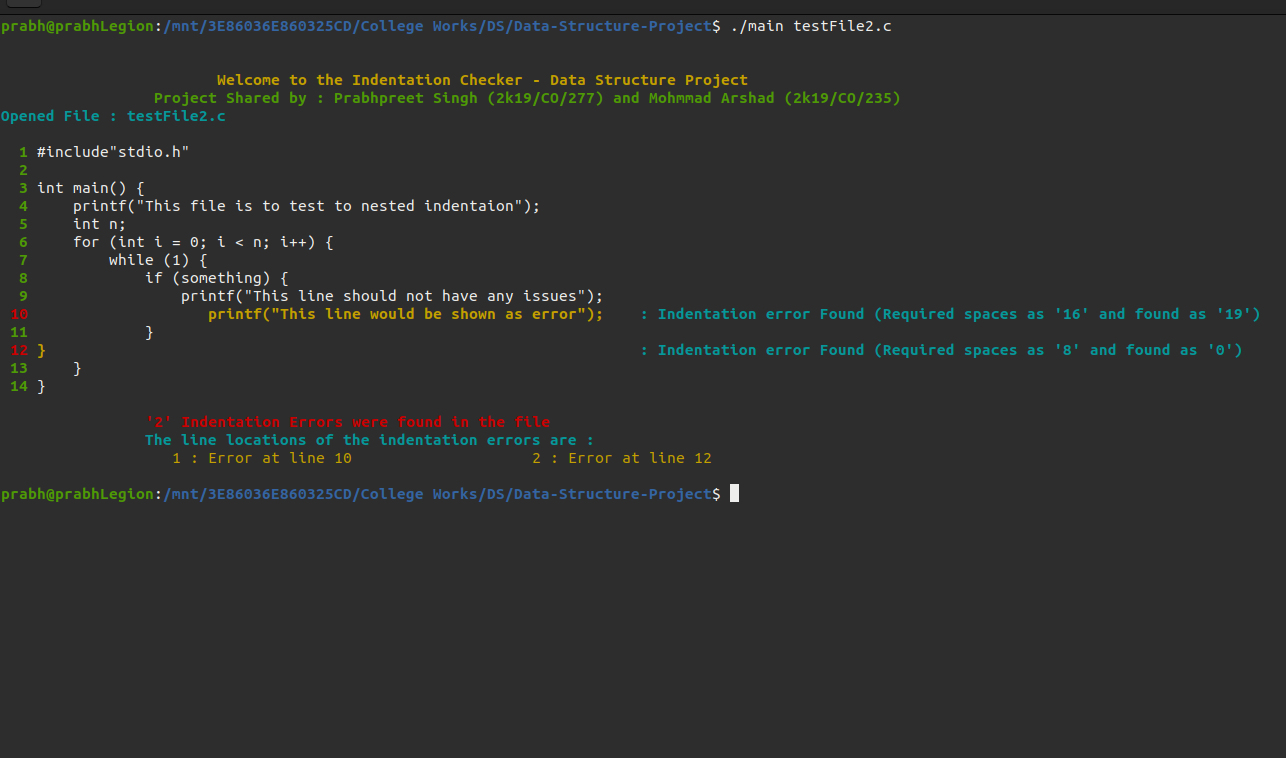 prabh@prabhLegion:/mnt/3E86036E860325CD/College Works/DS/Data-Structure-Project$ ./main testFile2.c
Welcome to the Indentation Checker - Data Structure Project
Project Shared by : Prabhpreet Singh (2k19/CO/277) and Mohmmad Arshad (2k19/CO/235)
Opened File : testFile2.c
1 #include"stdio.h"
2
3 int main() {
4     printf("This file is to test to nested indentaion");
5     int n;
6     for (int i = 0; i < n; i++) {
7         while (1) {
8             if (something) {
9                 printf("This line should not have any issues");
10                    printf("This line would be shown as error");    : Indentation error Found (Required spaces as '16' and found as '19')
11             }
12 }                                                                  : Indentation error Found (Required spaces as '8' and found as '0')
13     }
14 }
'2' Indentation Errors were found in the file
The line locations of the indentation errors are :
1 : Error at line 10                    2 : Error at line 12
prabh@prabhLegion:/mnt/3E86036E860325CD/College Works/DS/Data-Structure-Project$